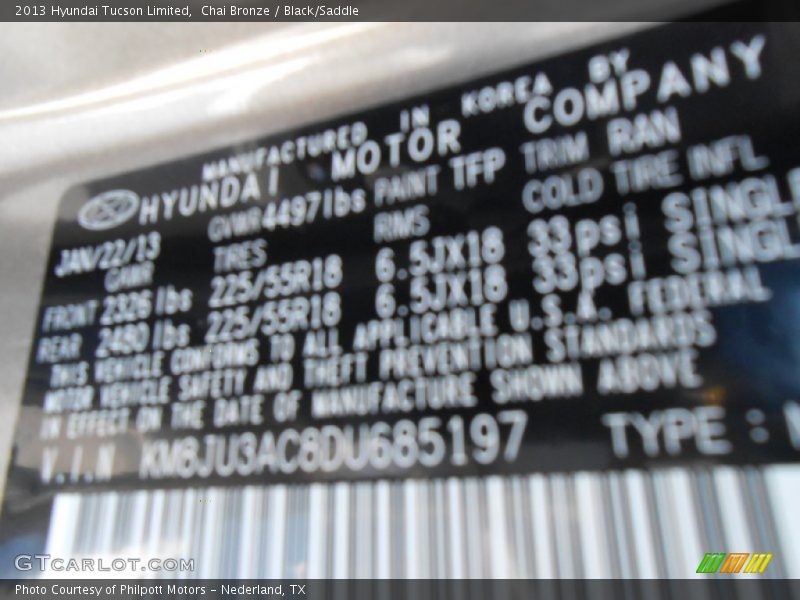 2013 Hyundai Tucson Limited, Chai Bronze / Black/Saddle
MANUFACTURED IN KOREA BY
HYUNDAI MOTOR COMPANY
JAN/22/13 GVWR 4497lbs PAINT TFP TRIM RAN
GAWR TIRES RIMS COLD TIRE INFL
FRONT 2326 lbs 225/55R18 6.5JX18 33psi SINGLE
REAR 2480 lbs 225/55R18 6.5JX18 33psi SINGL
THIS VEHICLE CONFORMS TO ALL APPLICABLE U.S.A. FEDERAL
MOTOR VEHICLE SAFETY AND THEFT PREVENTION STANDARDS
IN EFFECT ON THE DATE OF MANUFACTURE SHOWN ABOVE
V.I.N KM8JU3AC8DU685197 TYPE :
GTCARLOT.COM
Photo Courtesy of Philpott Motors - Nederland, TX